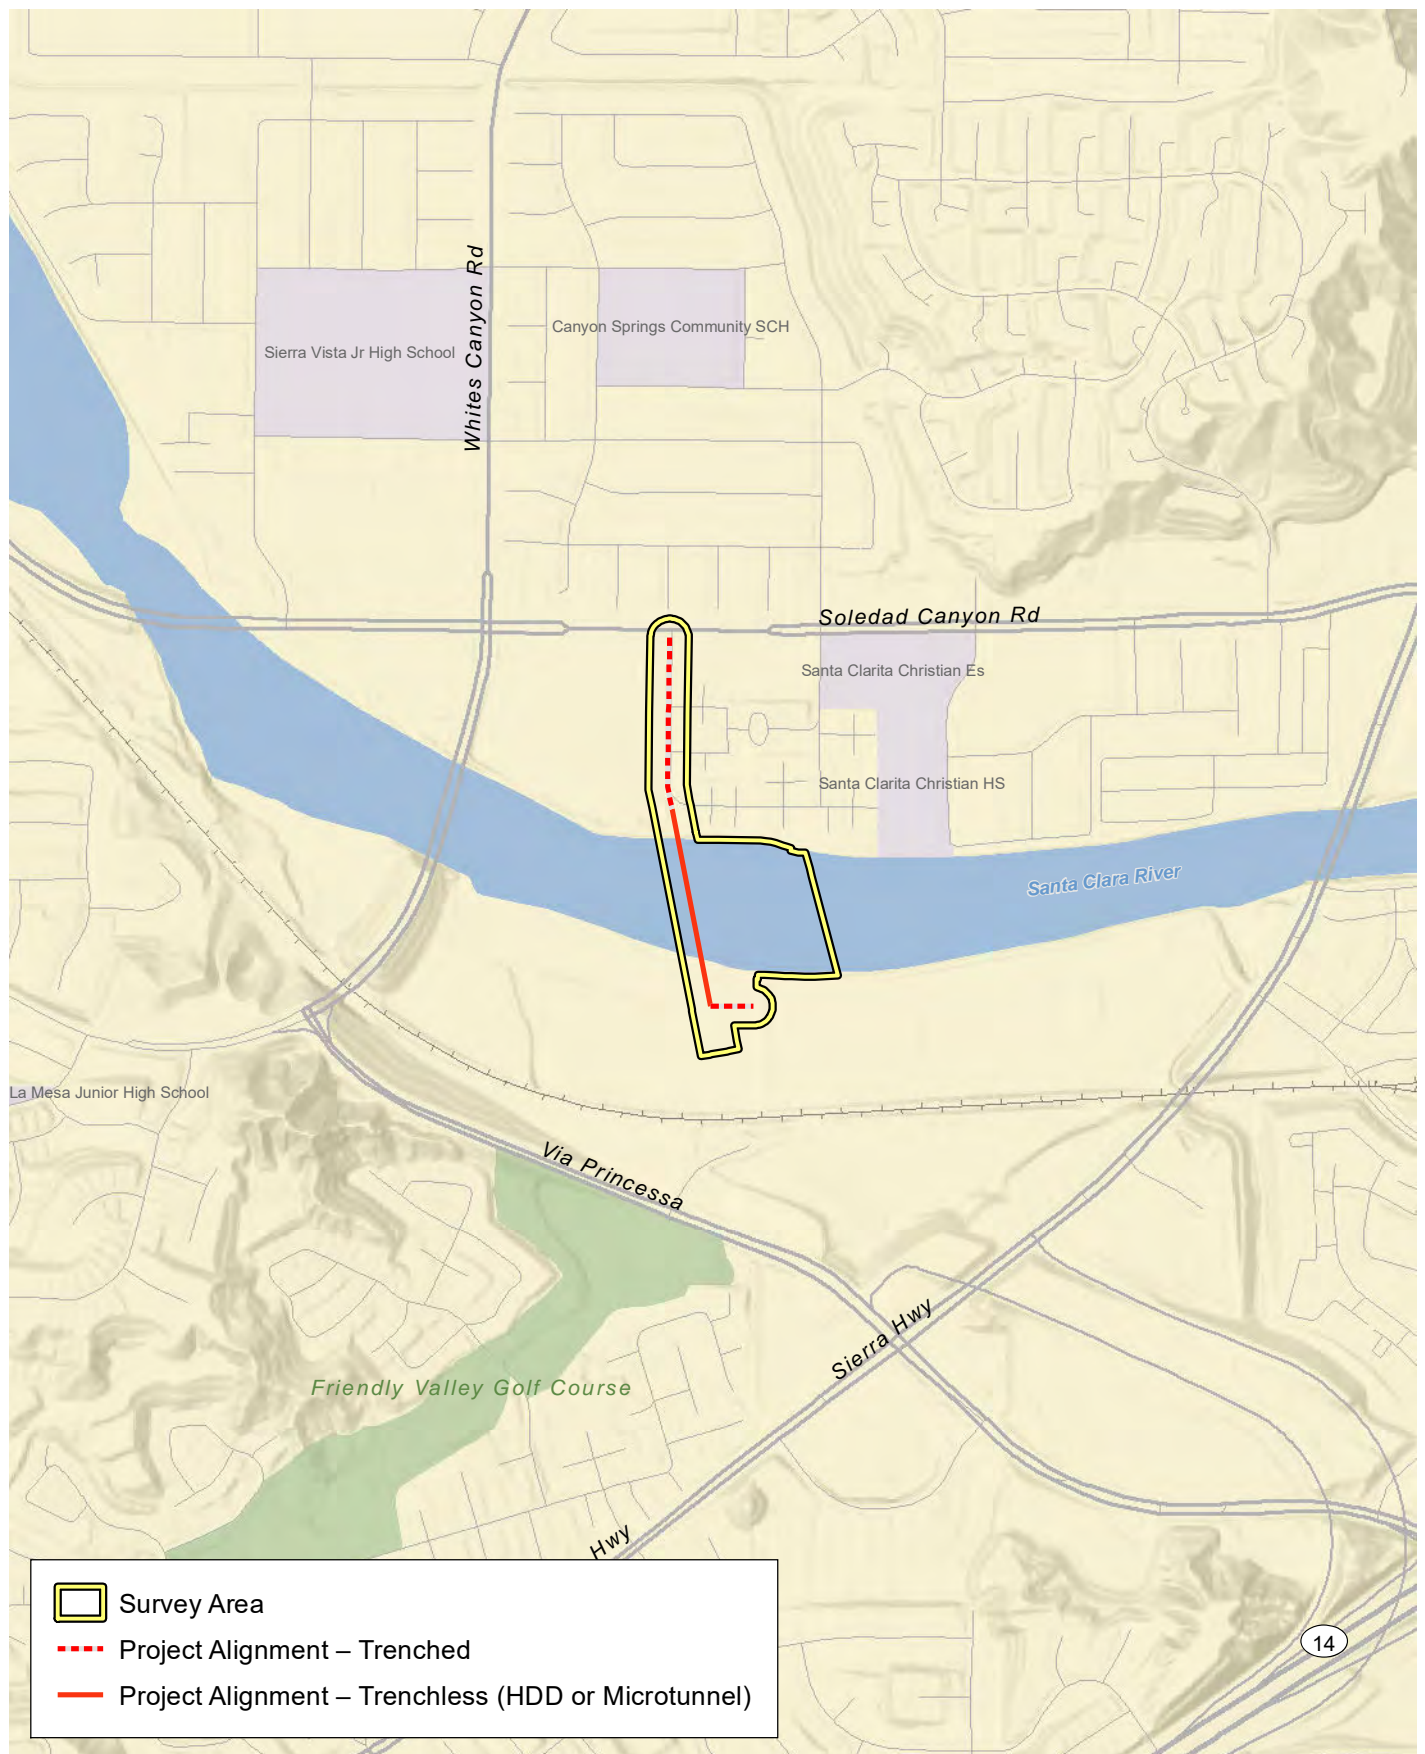 Whites Canyon Rd
Canyon Springs Community SCH
Sierra Vista Jr High School
Soledad Canyon Rd
Santa Clarita Christian Es
Santa Clarita Christian HS
Santa Clara River
La Mesa Junior High School
Via Princessa
Sierra Hwy
Friendly Valley Golf Course
Hwy
Survey Area
Project Alignment – Trenched
Project Alignment – Trenchless (HDD or Microtunnel)
14